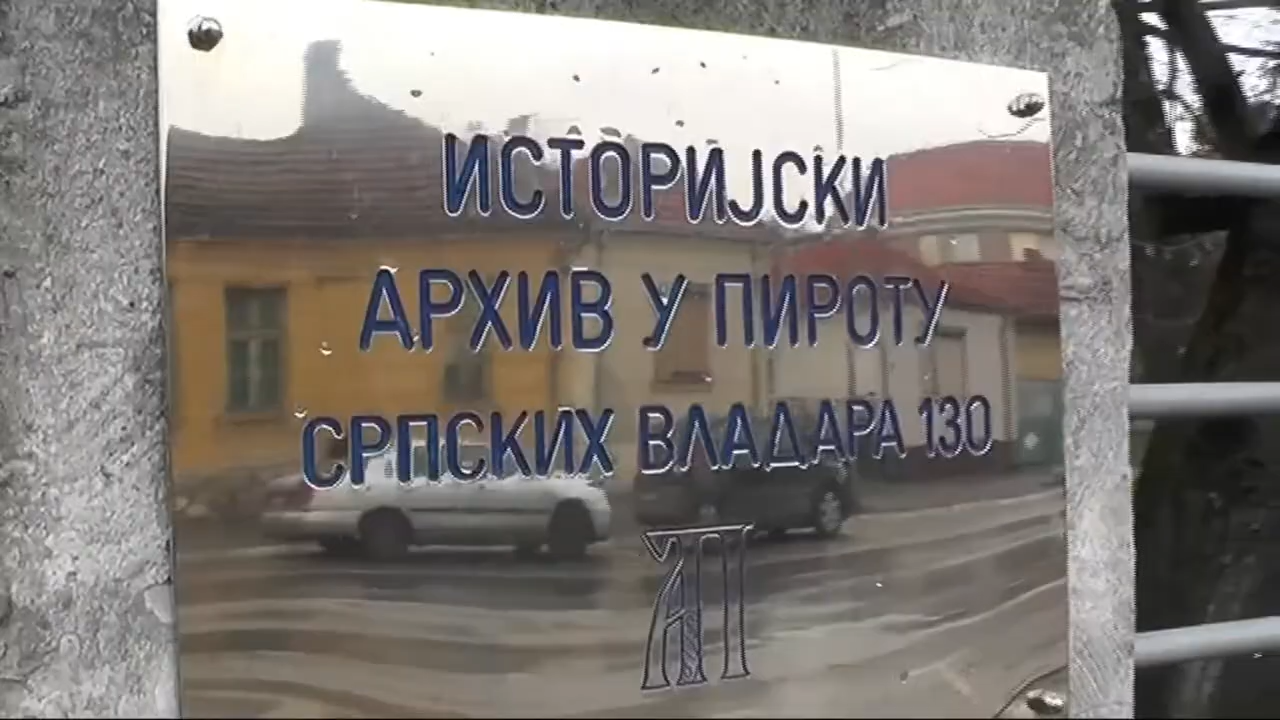 ИСТОРИЈСКИ
АРХИВ У ПИРОТУ
СРПСКИХ ВЛАДАРА 130
АП